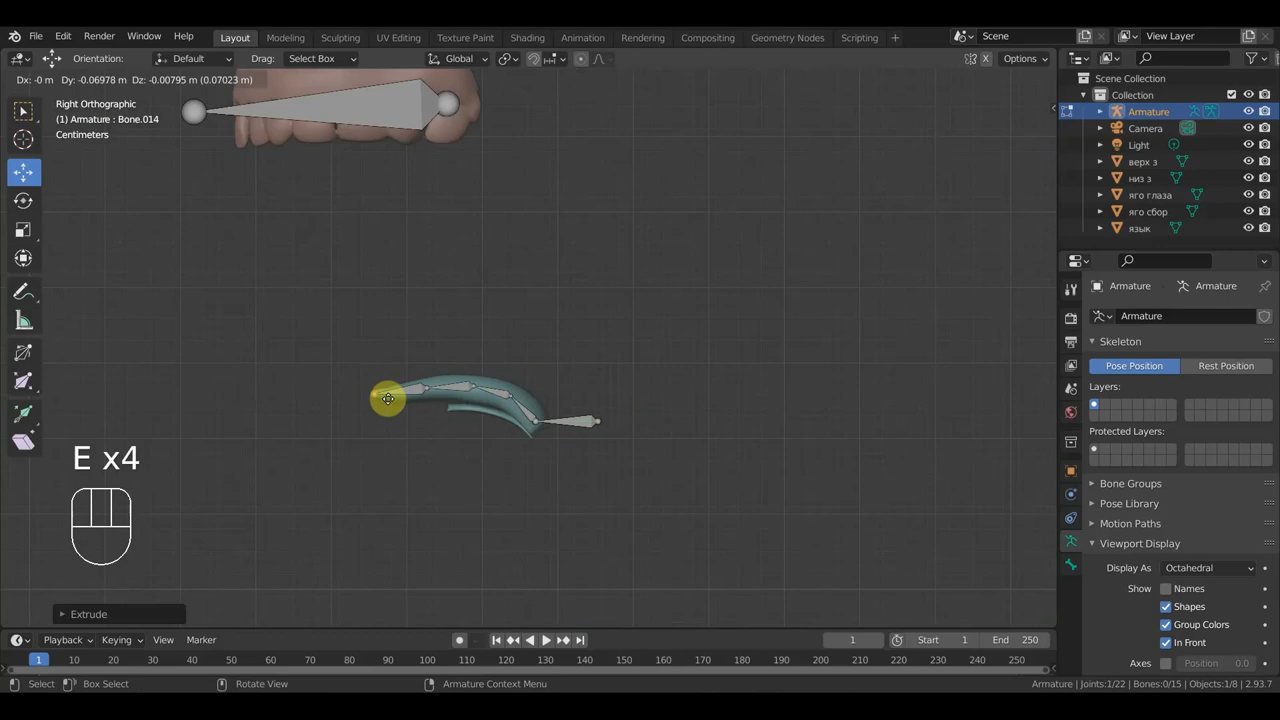 File Edit Render Window Help Layout Modeling Sculpting UV Editing Texture Paint Shading Animation Rendering Compositing Geometry Nodes Scripting + Scene View Layer
Orientation: Default Drag: Select Box Global Options
Dx: -0 m Dy: -0.06978 m Dz: -0.00795 m (0.07023 m)
Right Orthographic
(1) Armature : Bone.014
Centimeters
Scene Collection
Collection
Armature
Camera
Light
верх з
низ з
яго глаза
яго сбор
язык
Armature Armature
Armature
Skeleton
Pose Position Rest Position
Layers:
Protected Layers:
Bone Groups
Pose Library
Motion Paths
Viewport Display
Display As Octahedral
Show Names
Shapes
Group Colors
In Front
Axes Position 0.0
E x4
Extrude
Playback Keying View Marker 1 Start 1 End 250
1 10 20 30 40 50 60 70 80 90 100 110 120 130 140 150 160 170 180 190 200 210 220 230 240 250
Select Box Select Rotate View Armature Context Menu Armature | Joints:1/22 | Bones:0/15 | Objects:1/8 | 2.93.7